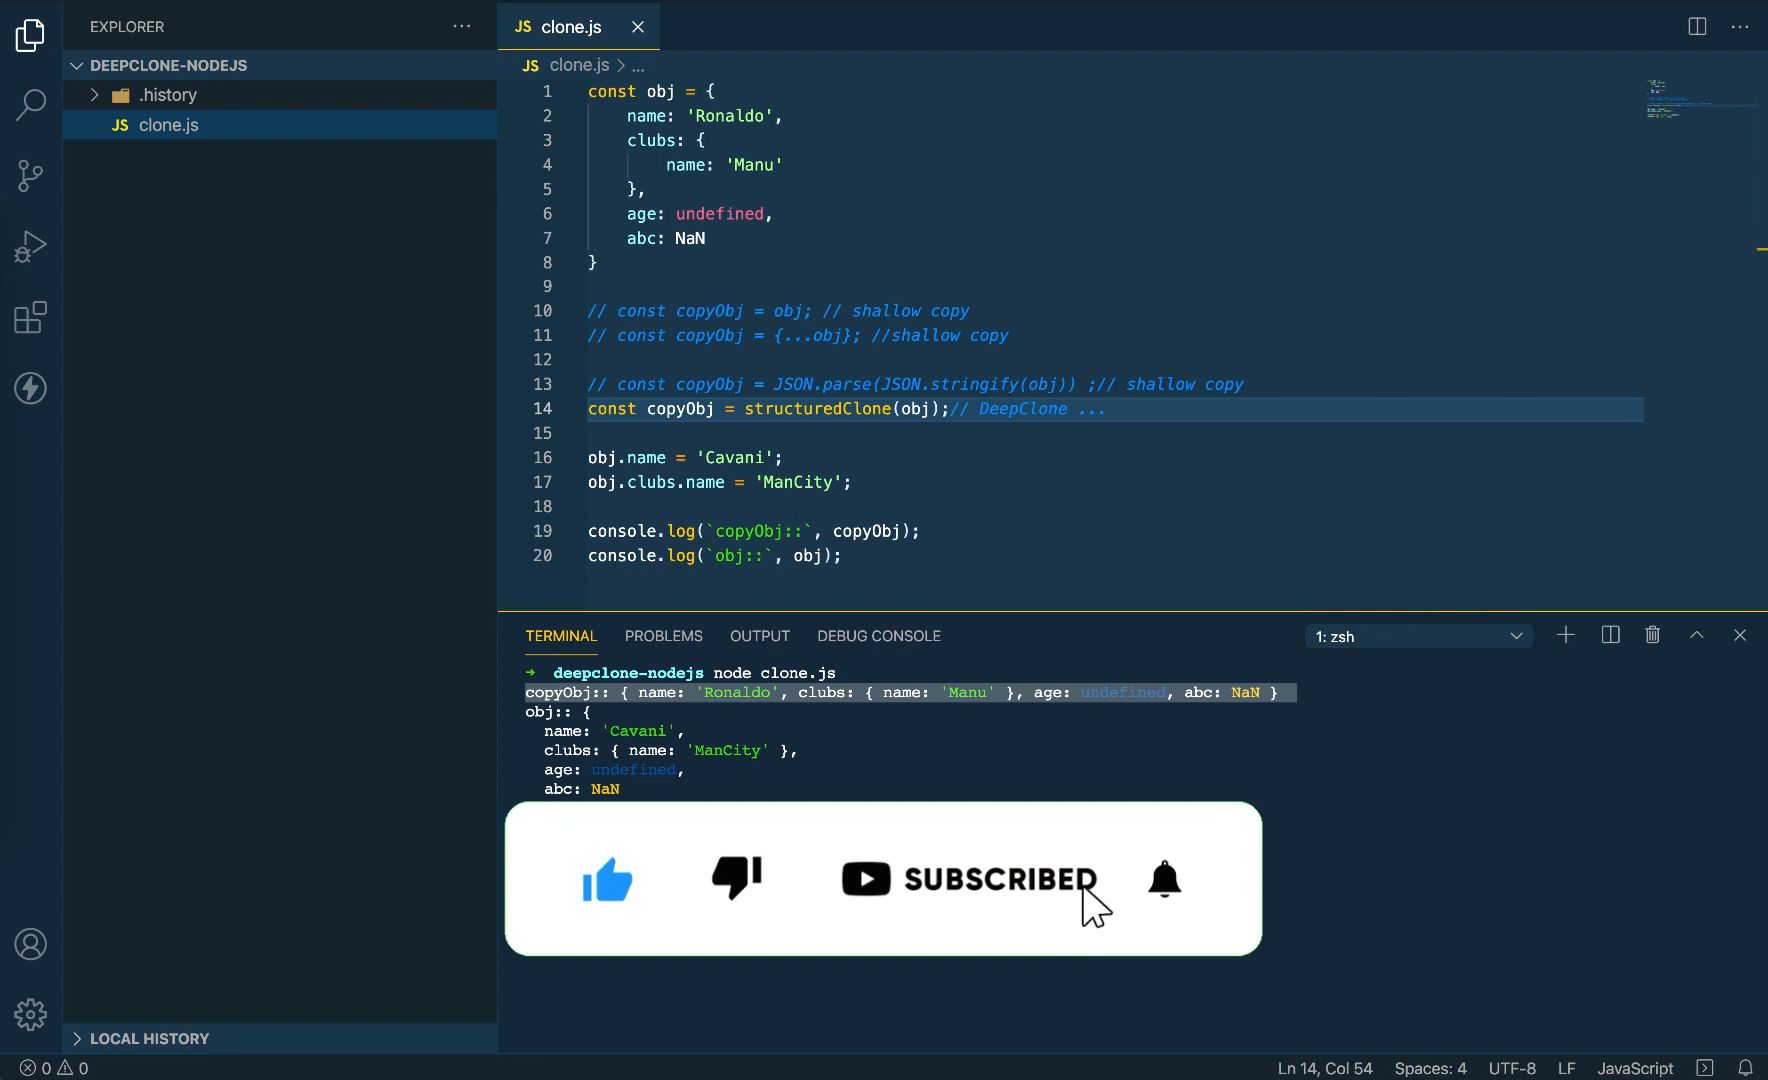 EXPLORER
DEEPCLONE-NODEJS
.history
JS clone.js
LOCAL HISTORY
JS clone.js
JS clone.js > ...
1 const obj = {
2 name: 'Ronaldo',
3 clubs: {
4 name: 'Manu'
5 },
6 age: undefined,
7 abc: NaN
8 }
9
10 // const copyObj = obj; // shallow copy
11 // const copyObj = {...obj}; //shallow copy
12
13 // const copyObj = JSON.parse(JSON.stringify(obj)) ;// shallow copy
14 const copyObj = structuredClone(obj);// DeepClone ...
15
16 obj.name = 'Cavani';
17 obj.clubs.name = 'ManCity';
18
19 console.log(`copyObj::`, copyObj);
20 console.log(`obj::`, obj);
TERMINAL PROBLEMS OUTPUT DEBUG CONSOLE 1: zsh
→ deepclone-nodejs node clone.js
copyObj:: { name: 'Ronaldo', clubs: { name: 'Manu' }, age: undefined, abc: NaN }
obj:: {
name: 'Cavani',
clubs: { name: 'ManCity' },
age: undefined,
abc: NaN
SUBSCRIBED
0 0 Ln 14, Col 54 Spaces: 4 UTF-8 LF JavaScript